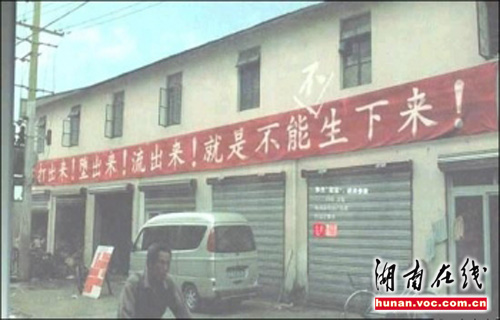 不
打出来！堕出来！流出来！就是不能生下来！
湖南在线
hunan.voc.com.cn